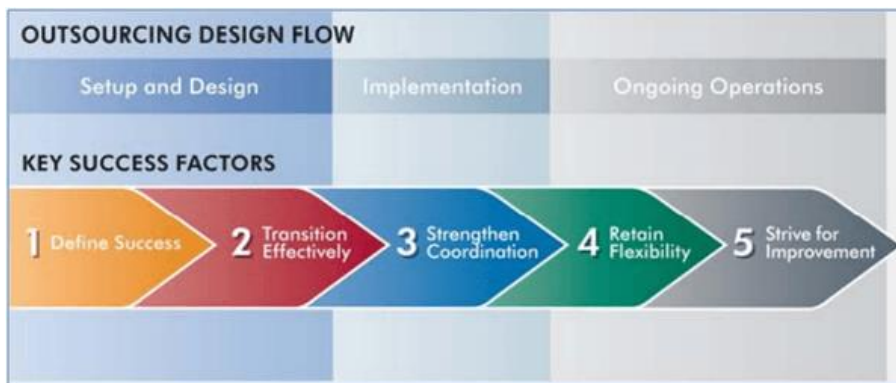 OUTSOURCING DESIGN FLOW
Setup and Design
Implementation
Ongoing Operations
KEY SUCCESS FACTORS
1 Define Success
2 Transition
Effectively
3 Strengthen
Coordination
4 Retain
Flexibility
5 Strive for
Improvement